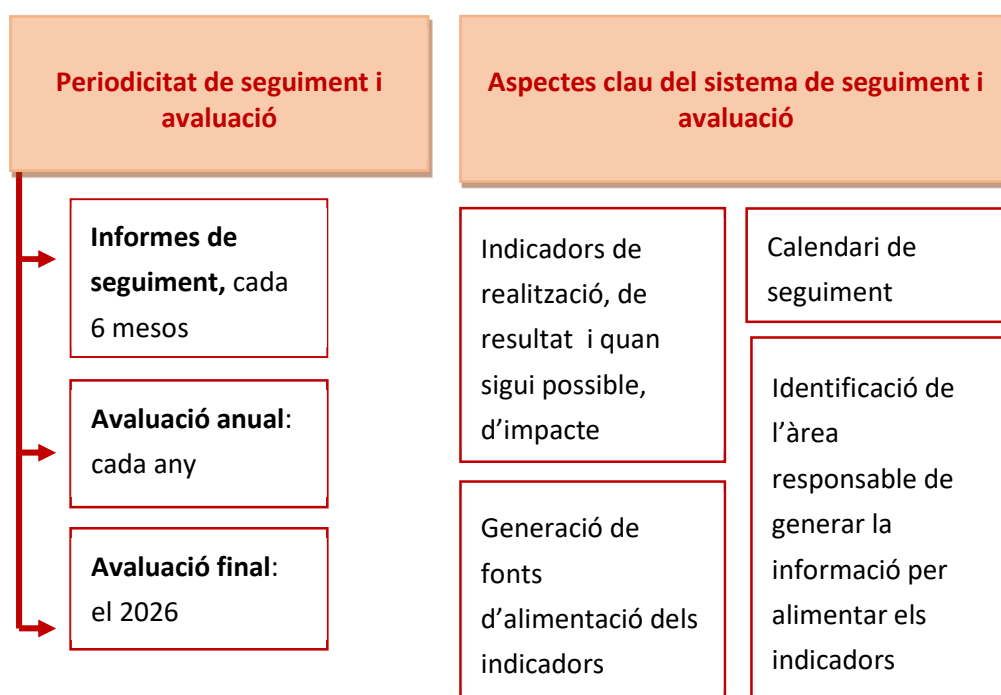 Periodicitat de seguiment i
avaluació
Informes de
seguiment, cada
6 mesos
Avaluació anual:
cada any
Avaluació final:
el 2026
Aspectes clau del sistema de seguiment i
avaluació
Indicadors de
realització, de
resultat i quan
sigui possible,
d’impacte
Calendari de
seguiment
Generació de
fonts
d’alimentació dels
indicadors
Identificació de
l’àrea
responsable de
generar la
informació per
alimentar els
indicadors